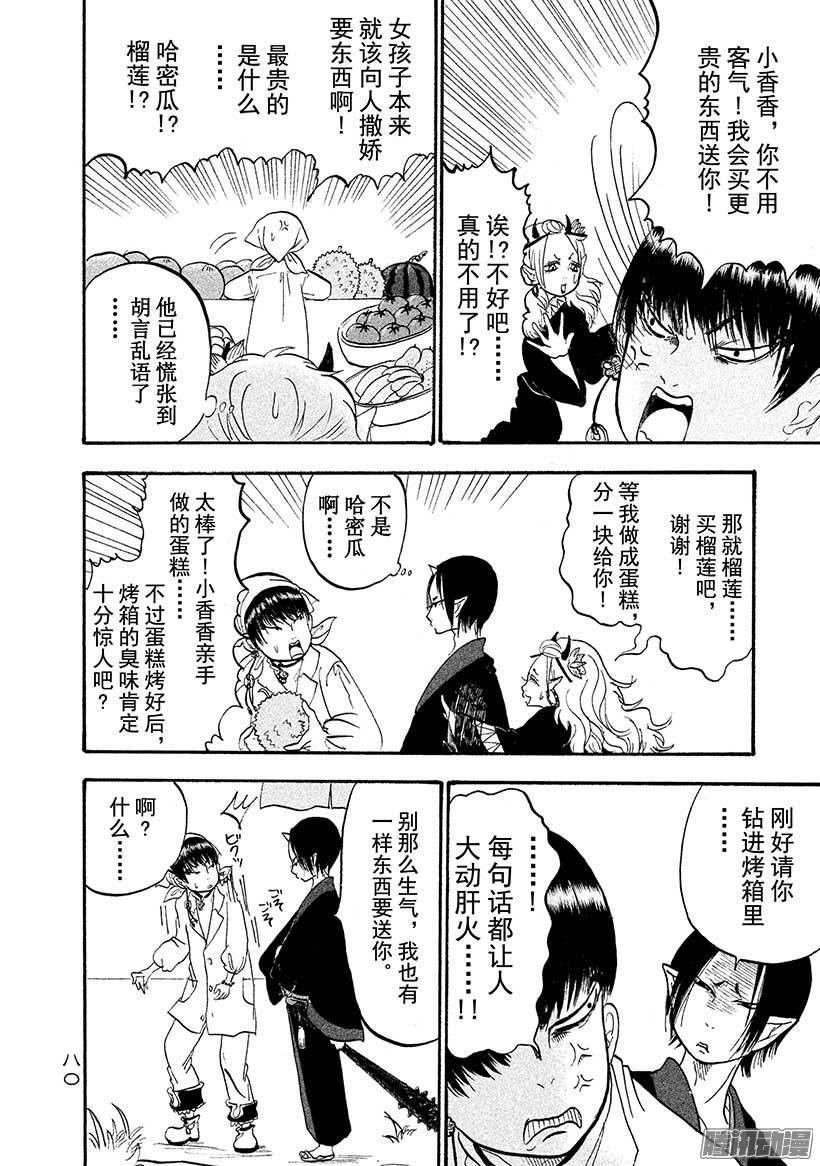 小香香，你不用
客气！我会买更
贵的东西送你！
诶!?不好吧……
真的不用了!?
女孩子本来
就该向人撒娇
要东西啊！
最贵的
是什么
……
哈密瓜!?
榴莲!?
他已经慌张到
胡言乱语了
……
那就榴莲……
买榴莲吧，
谢谢！
等我做成蛋糕，
分一块给你！
不是
哈密瓜
啊……
太棒了！小香香亲手
做的蛋糕……
不过蛋糕烤好后，
烤箱的臭味肯定
十分惊人吧？
刚好请你
钻进烤箱里
……
……！
每句话都让人
大动肝火……!!
别那么生气，我也有
一样东西要送你。
啊？
什么……
ビクッ
八〇
腾讯动漫